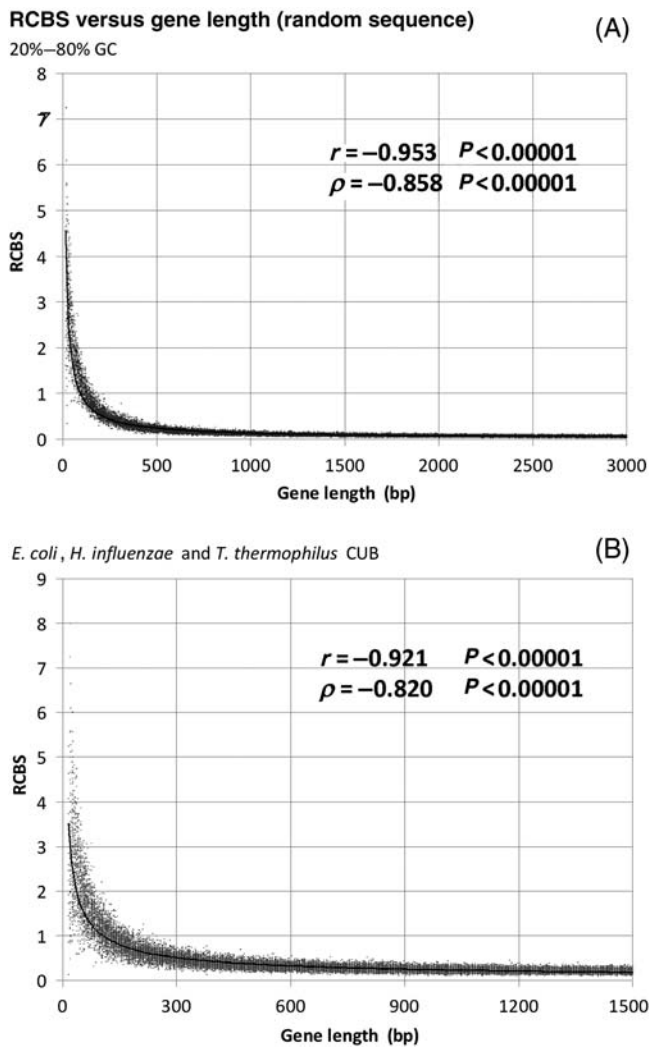 RCBS versus gene length (random sequence)
(A)
20%–80% GC
8
7
6
5
4
3
2
1
0
RCBS
r = –0.953 P < 0.00001
ρ = –0.858 P < 0.00001
0 500 1000 1500 2000 2500 3000
Gene length (bp)
E. coli , H. influenzae and T. thermophilus CUB
(B)
9
8
7
6
5
4
3
2
1
0
RCBS
r = –0.921 P < 0.00001
ρ = –0.820 P < 0.00001
0 300 600 900 1200 1500
Gene length (bp)